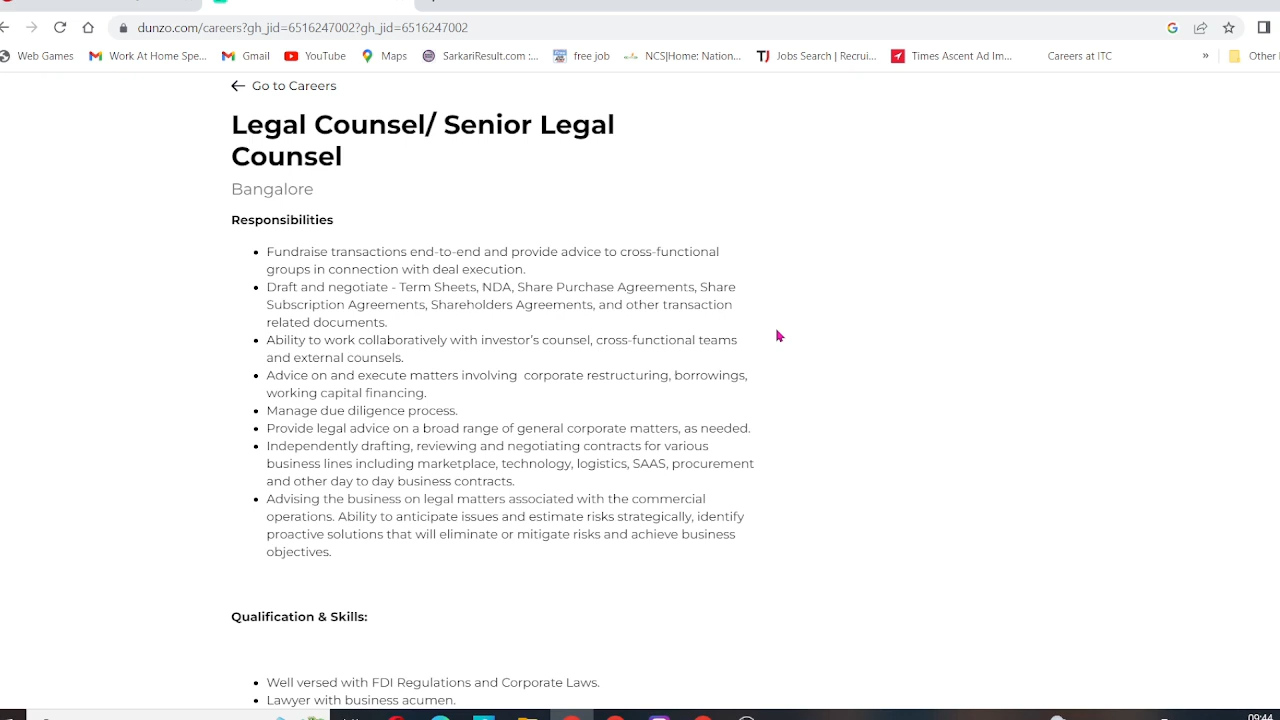 dunzo.com/careers?gh_jid=6516247002?gh_jid=6516247002
Web Games Work At Home Spe... Gmail YouTube Maps SarkariResult.com :... free job NCS|Home: Nation... Jobs Search | Recrui... Times Ascent Ad Im... Careers at ITC » Other
Go to Careers
Legal Counsel/ Senior Legal
Counsel
Bangalore
Responsibilities
• Fundraise transactions end-to-end and provide advice to cross-functional
groups in connection with deal execution.
• Draft and negotiate - Term Sheets, NDA, Share Purchase Agreements, Share
Subscription Agreements, Shareholders Agreements, and other transaction
related documents.
• Ability to work collaboratively with investor's counsel, cross-functional teams
and external counsels.
• Advice on and execute matters involving  corporate restructuring, borrowings,
working capital financing.
• Manage due diligence process.
• Provide legal advice on a broad range of general corporate matters, as needed.
• Independently drafting, reviewing and negotiating contracts for various
business lines including marketplace, technology, logistics, SAAS, procurement
and other day to day business contracts.
• Advising the business on legal matters associated with the commercial
operations. Ability to anticipate issues and estimate risks strategically, identify
proactive solutions that will eliminate or mitigate risks and achieve business
objectives.
Qualification & Skills:
• Well versed with FDI Regulations and Corporate Laws.
• Lawyer with business acumen.
09:44